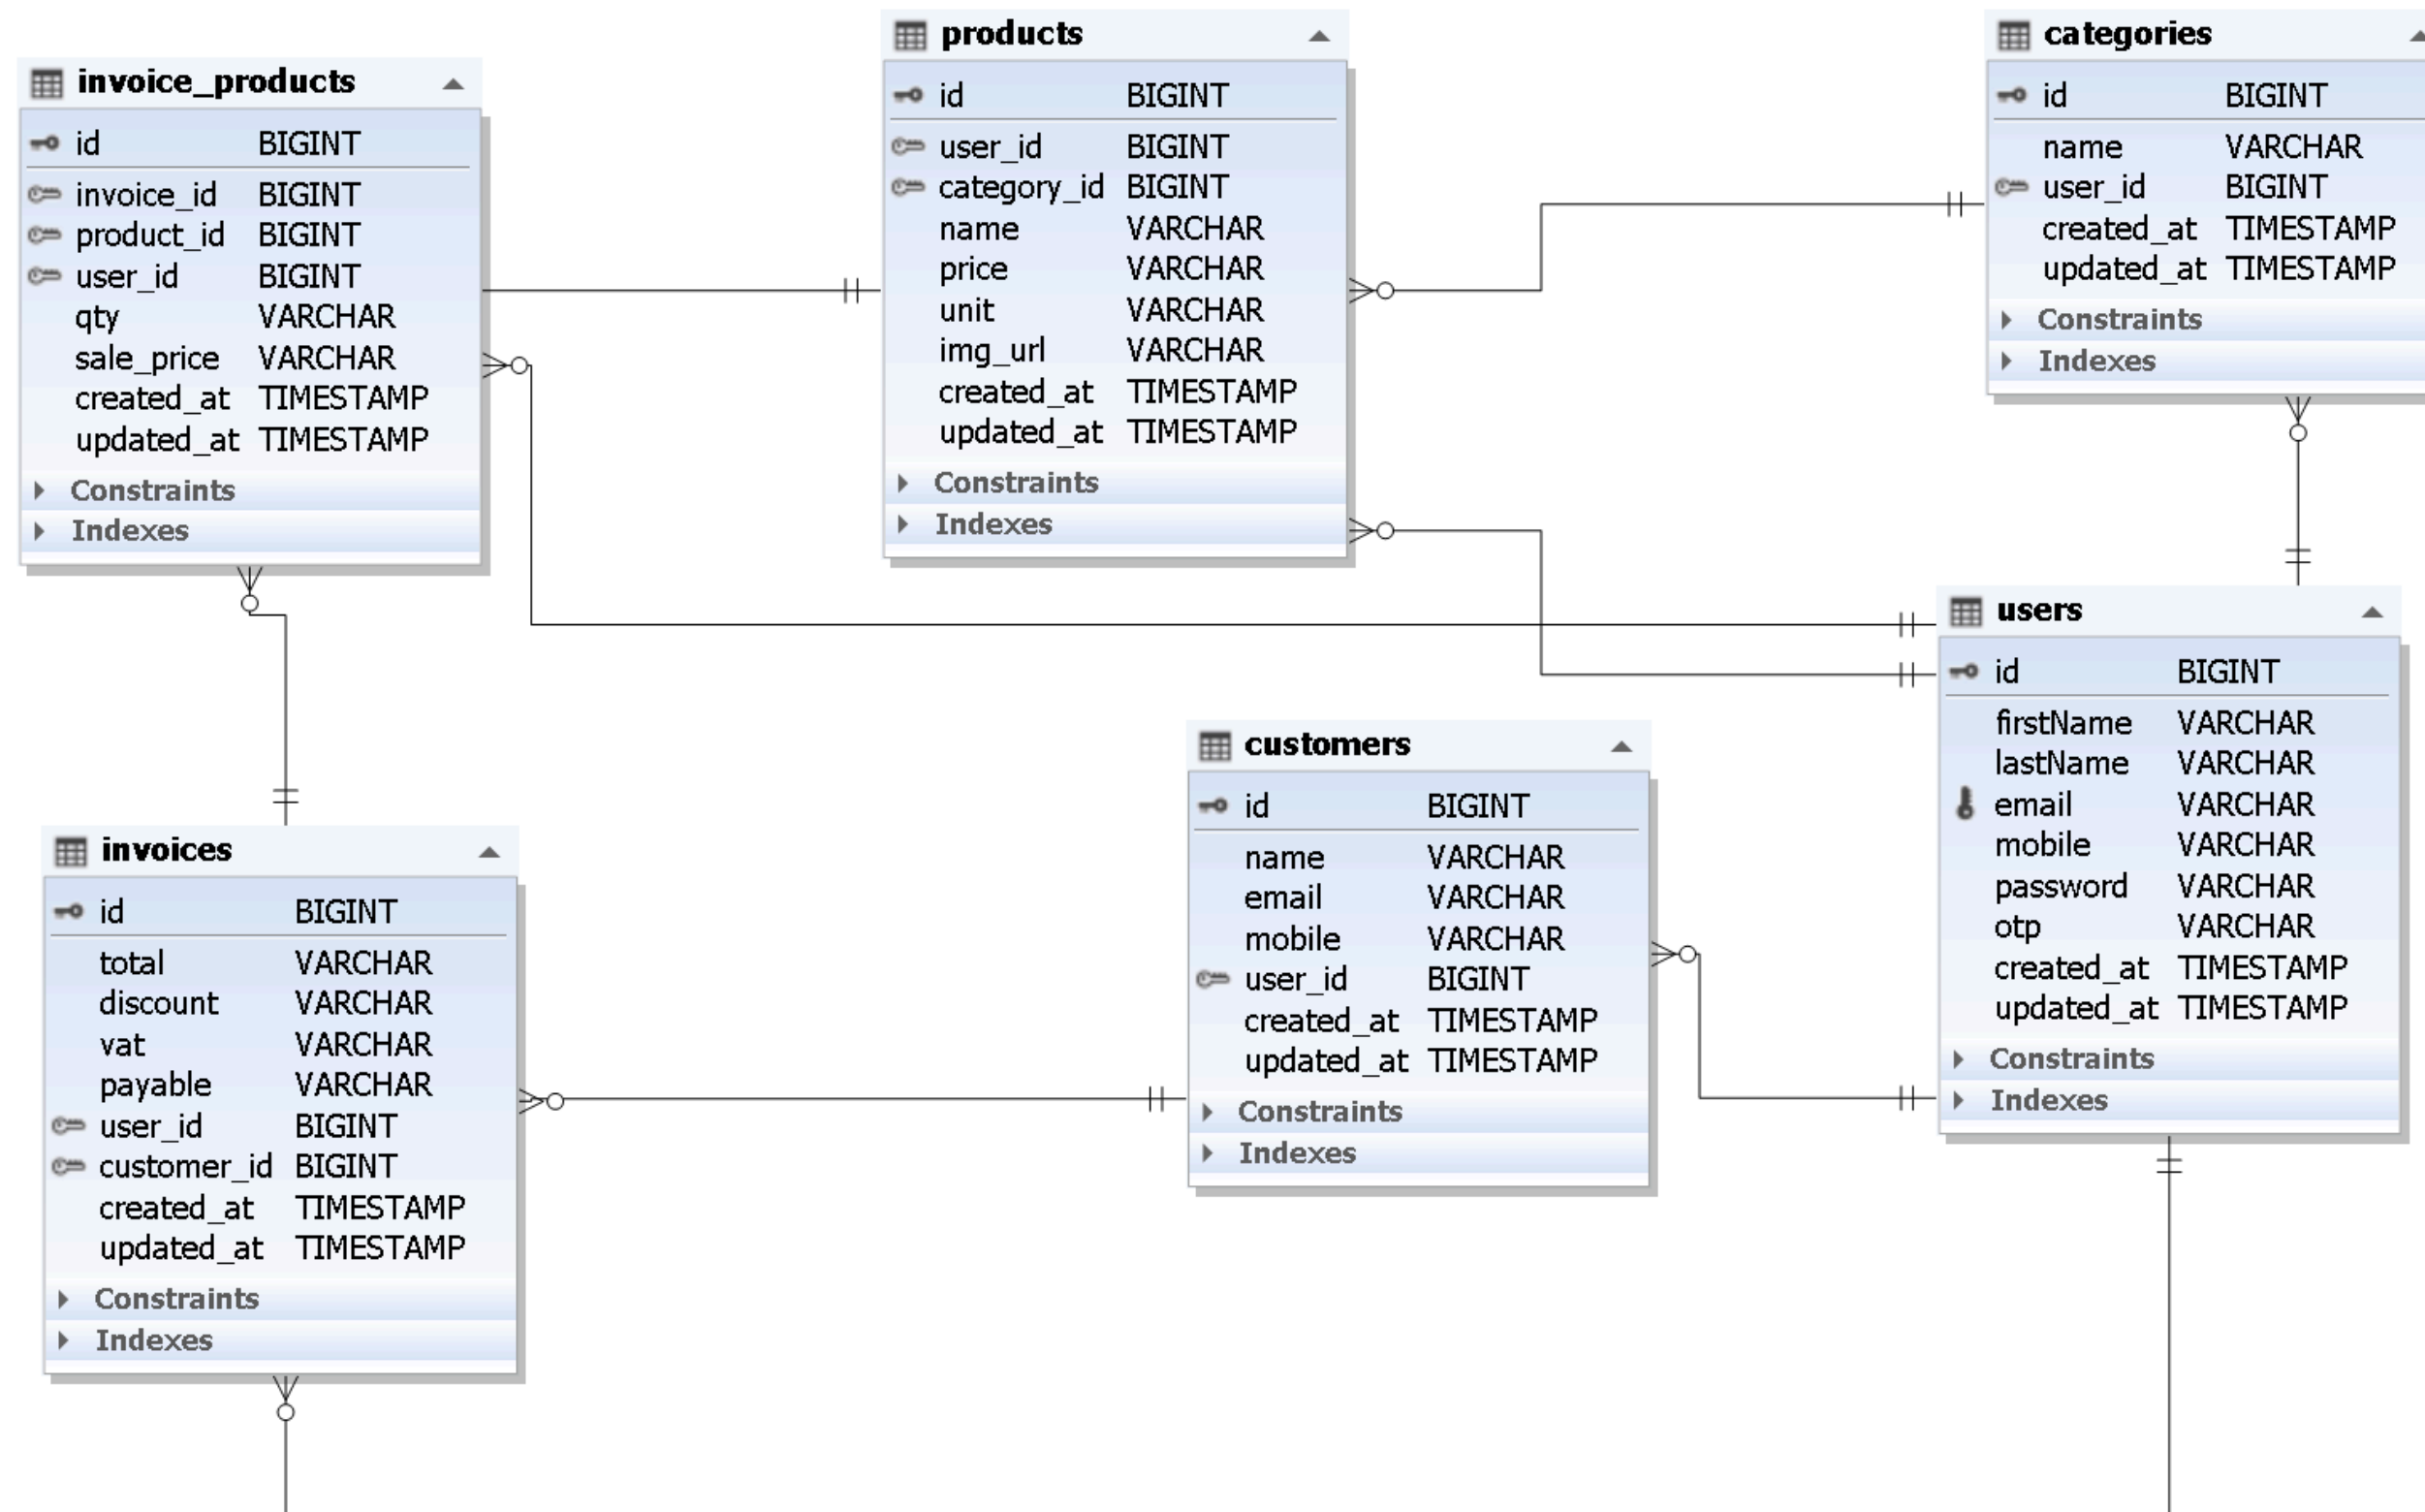 invoice_products
id BIGINT
invoice_id BIGINT
product_id BIGINT
user_id BIGINT
qty VARCHAR
sale_price VARCHAR
created_at TIMESTAMP
updated_at TIMESTAMP
Constraints
Indexes
products
id BIGINT
user_id BIGINT
category_id BIGINT
name VARCHAR
price VARCHAR
unit VARCHAR
img_url VARCHAR
created_at TIMESTAMP
updated_at TIMESTAMP
Constraints
Indexes
categories
id BIGINT
name VARCHAR
user_id BIGINT
created_at TIMESTAMP
updated_at TIMESTAMP
Constraints
Indexes
users
id BIGINT
firstName VARCHAR
lastName VARCHAR
email VARCHAR
mobile VARCHAR
password VARCHAR
otp VARCHAR
created_at TIMESTAMP
updated_at TIMESTAMP
Constraints
Indexes
customers
id BIGINT
name VARCHAR
email VARCHAR
mobile VARCHAR
user_id BIGINT
created_at TIMESTAMP
updated_at TIMESTAMP
Constraints
Indexes
invoices
id BIGINT
total VARCHAR
discount VARCHAR
vat VARCHAR
payable VARCHAR
user_id BIGINT
customer_id BIGINT
created_at TIMESTAMP
updated_at TIMESTAMP
Constraints
Indexes